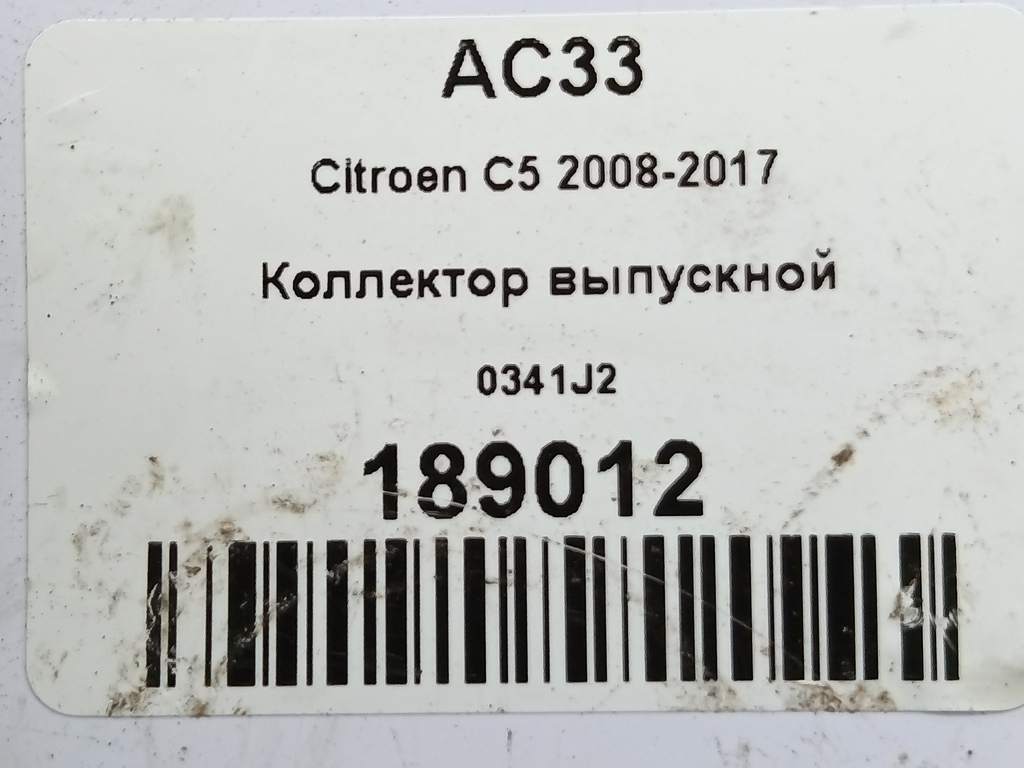 AC33
Citroen C5 2008-2017
Коллектор выпускной
0341J2
189012